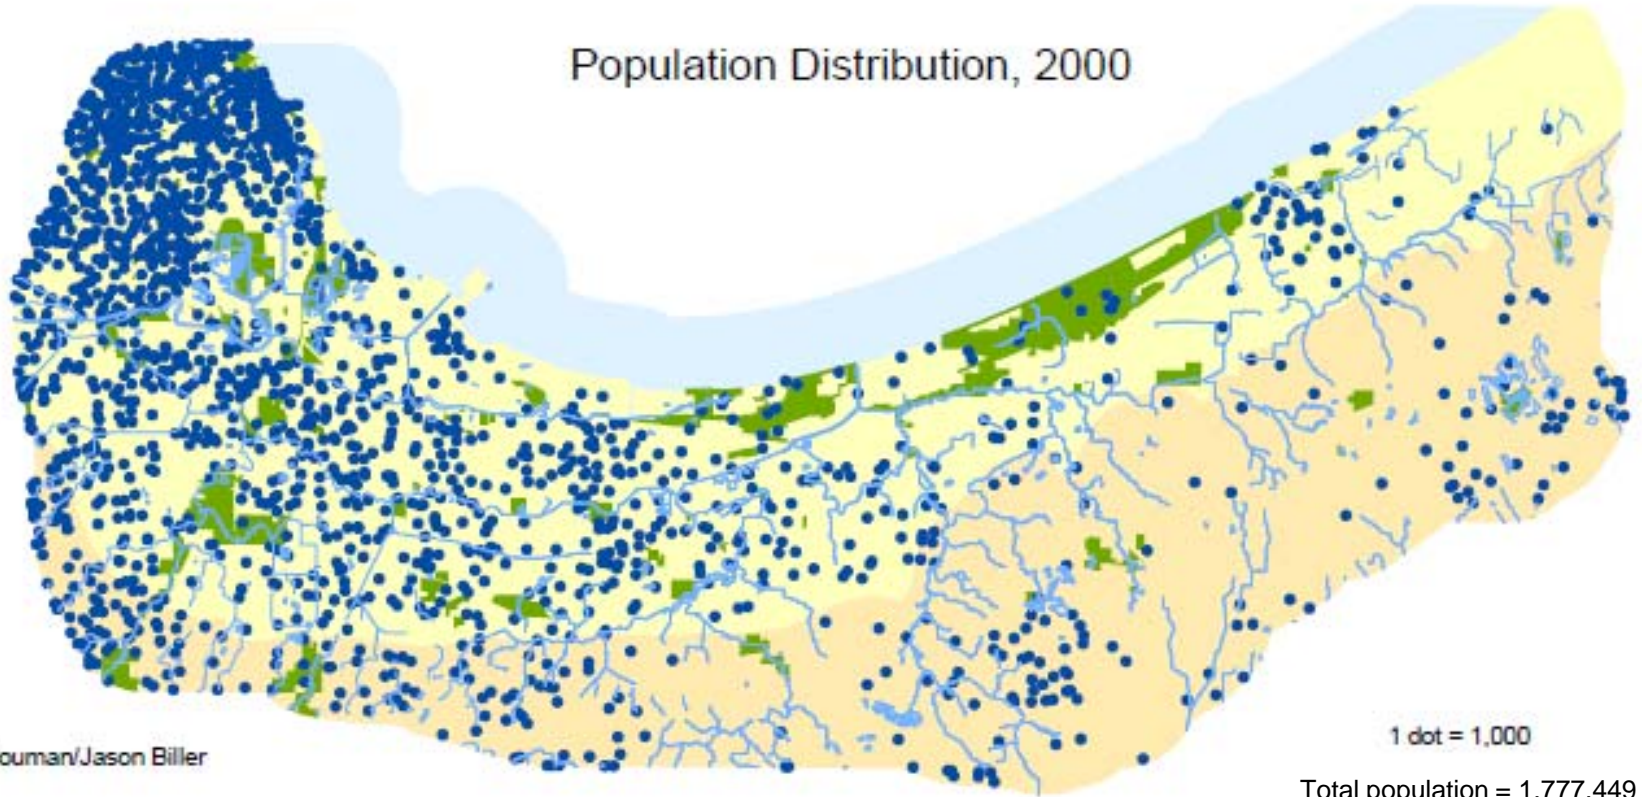 Population Distribution, 2000
1 dot = 1,000
ouman/Jason Biller
Total population = 1,777,449